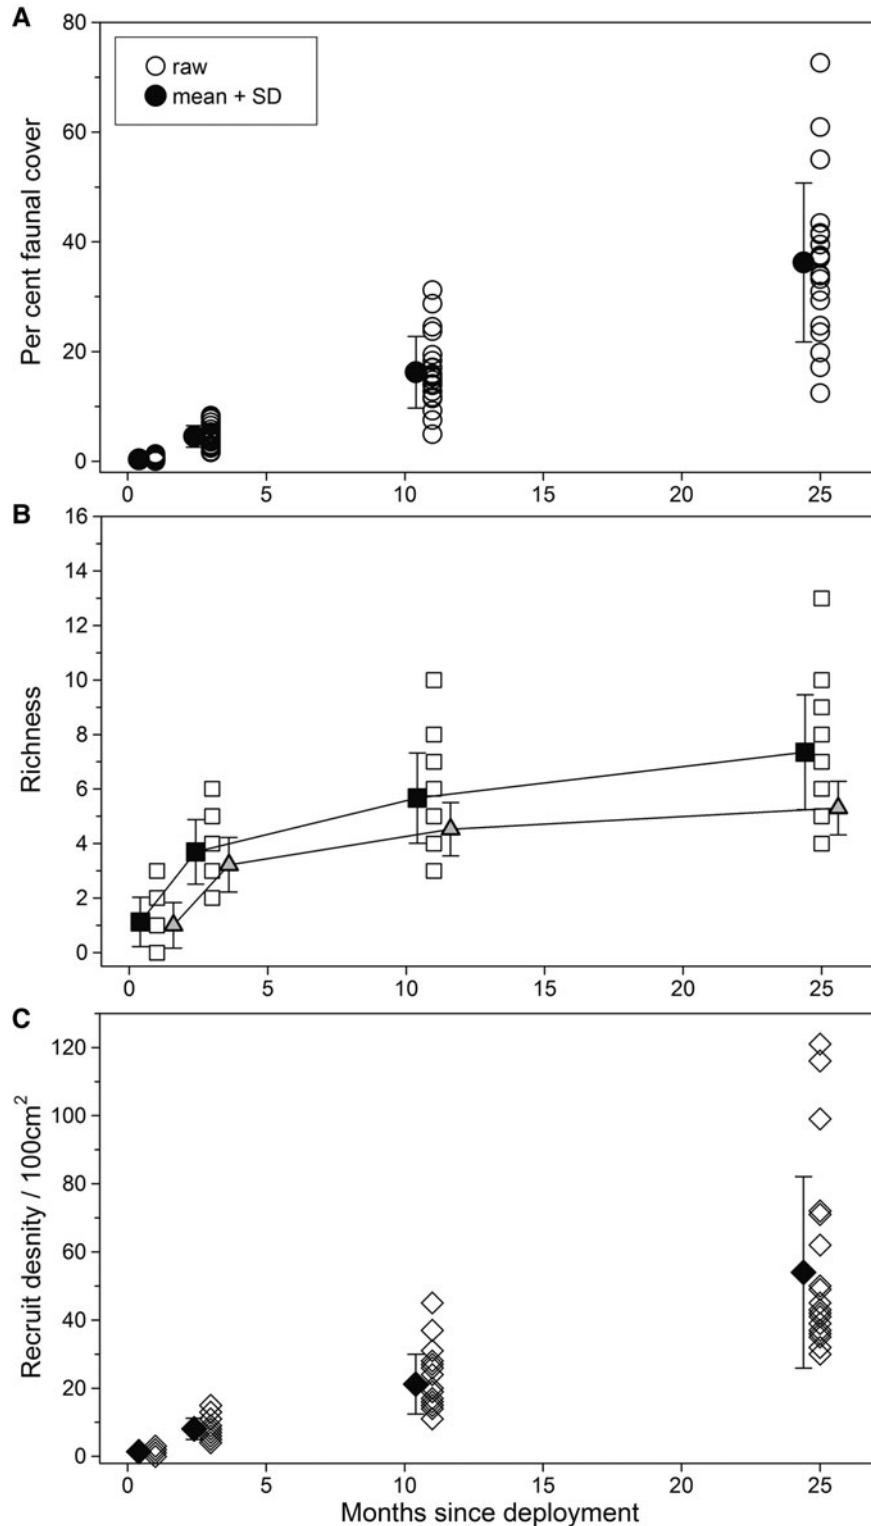 A
80
raw
mean + SD
60
40
20
0
Per cent faunal cover
0 5 10 15 20 25
B
16
14
12
10
8
6
4
2
0
Richness
0 5 10 15 20 25
C
120
100
80
60
40
20
0
Recruit desnity / 100cm²
0 5 10 15 20 25
Months since deployment